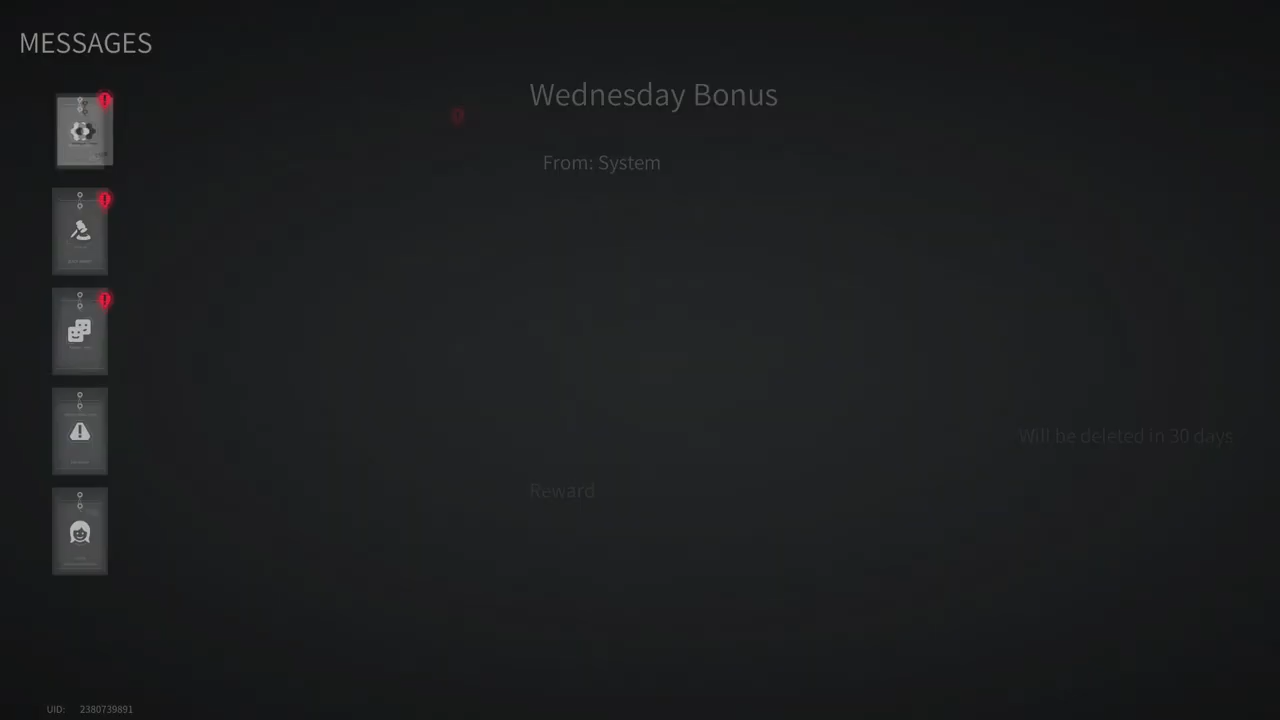 MESSAGES
Wednesday Bonus
From: System
Will be deleted in 30 days
Reward
UID: 2380739891